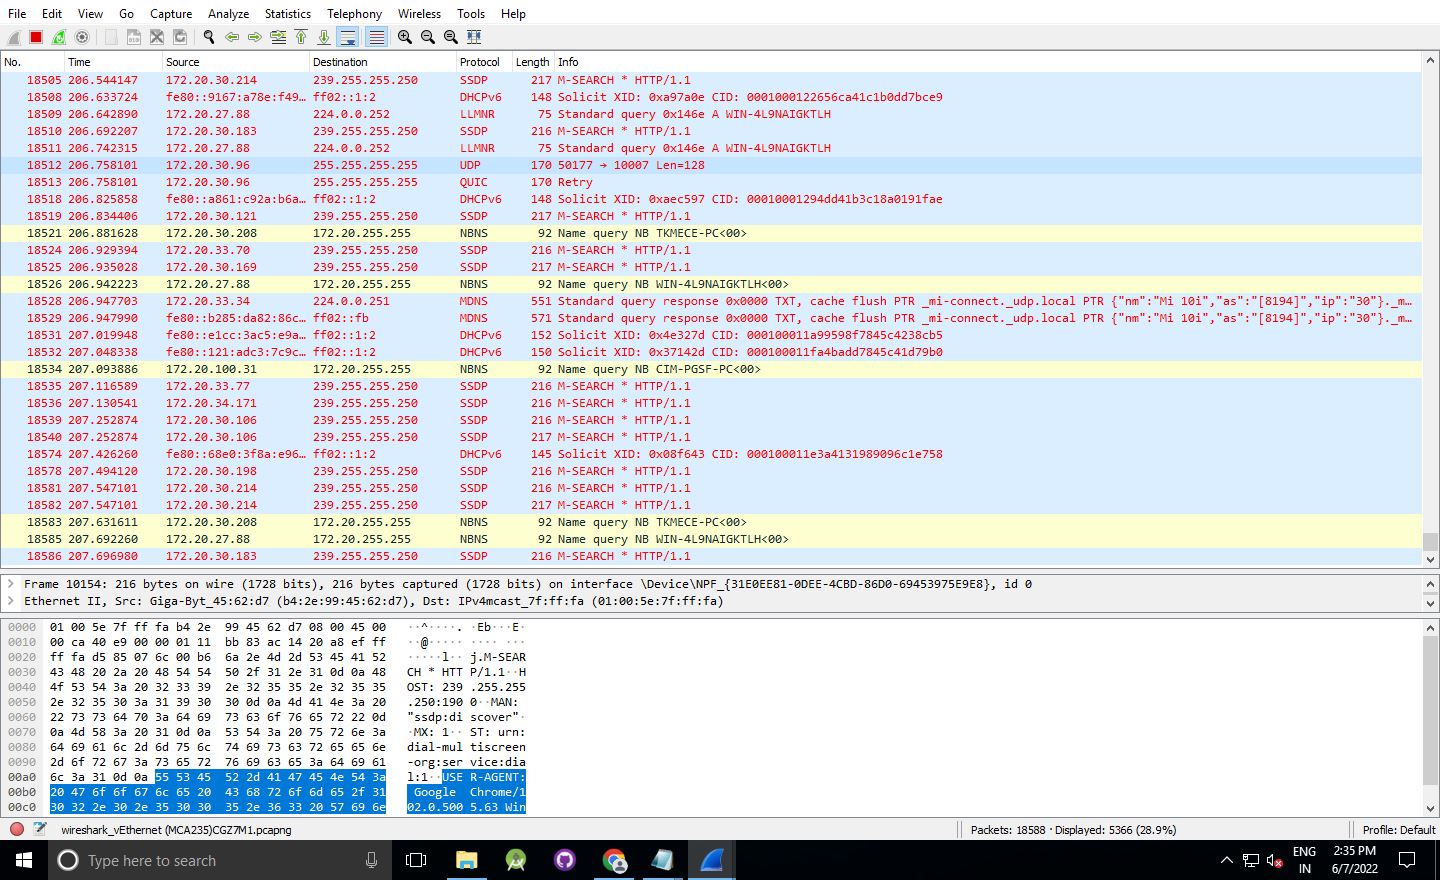 File Edit View Go Capture Analyze Statistics Telephony Wireless Tools Help
No. Time Source Destination Protocol Length Info
18505 206.544147 172.20.30.214 239.255.255.250 SSDP 217 M-SEARCH * HTTP/1.1
18508 206.633724 fe80::9167:a78e:f49… ff02::1:2 DHCPv6 148 Solicit XID: 0xa97a0e CID: 0001000122656ca41c1b0dd7bce9
18509 206.642890 172.20.27.88 224.0.0.252 LLMNR 75 Standard query 0x146e A WIN-4L9NAIGKTLH
18510 206.692207 172.20.30.183 239.255.255.250 SSDP 216 M-SEARCH * HTTP/1.1
18511 206.742315 172.20.27.88 224.0.0.252 LLMNR 75 Standard query 0x146e A WIN-4L9NAIGKTLH
18512 206.758101 172.20.30.96 255.255.255.255 UDP 170 50177 → 10007 Len=128
18513 206.758101 172.20.30.96 255.255.255.255 QUIC 170 Retry
18518 206.825858 fe80::a861:c92a:b6a… ff02::1:2 DHCPv6 148 Solicit XID: 0xaec597 CID: 00010001294dd41b3c18a0191fae
18519 206.834406 172.20.30.121 239.255.255.250 SSDP 217 M-SEARCH * HTTP/1.1
18521 206.881628 172.20.30.208 172.20.255.255 NBNS 92 Name query NB TKMECE-PC<00>
18524 206.929394 172.20.33.70 239.255.255.250 SSDP 216 M-SEARCH * HTTP/1.1
18525 206.935028 172.20.30.169 239.255.255.250 SSDP 217 M-SEARCH * HTTP/1.1
18526 206.942223 172.20.27.88 172.20.255.255 NBNS 92 Name query NB WIN-4L9NAIGKTLH<00>
18528 206.947703 172.20.33.34 224.0.0.251 MDNS 551 Standard query response 0x0000 TXT, cache flush PTR _mi-connect._udp.local PTR {"nm":"Mi 10i","as":"[8194]","ip":"30"}._m…
18529 206.947990 fe80::b285:da82:86c… ff02::fb MDNS 571 Standard query response 0x0000 TXT, cache flush PTR _mi-connect._udp.local PTR {"nm":"Mi 10i","as":"[8194]","ip":"30"}._m…
18531 207.019948 fe80::e1cc:3ac5:e9a… ff02::1:2 DHCPv6 152 Solicit XID: 0x4e327d CID: 000100011a99598f7845c4238cb5
18532 207.048338 fe80::121:adc3:7c9c… ff02::1:2 DHCPv6 150 Solicit XID: 0x37142d CID: 000100011fa4badd7845c41d79b0
18534 207.093886 172.20.100.31 172.20.255.255 NBNS 92 Name query NB CIM-PGSF-PC<00>
18535 207.116589 172.20.33.77 239.255.255.250 SSDP 216 M-SEARCH * HTTP/1.1
18536 207.130541 172.20.34.171 239.255.255.250 SSDP 216 M-SEARCH * HTTP/1.1
18539 207.252874 172.20.30.106 239.255.255.250 SSDP 216 M-SEARCH * HTTP/1.1
18540 207.252874 172.20.30.106 239.255.255.250 SSDP 217 M-SEARCH * HTTP/1.1
18574 207.426260 fe80::68e0:3f8a:e96… ff02::1:2 DHCPv6 145 Solicit XID: 0x08f643 CID: 000100011e3a4131989096c1e758
18578 207.494120 172.20.30.198 239.255.255.250 SSDP 216 M-SEARCH * HTTP/1.1
18581 207.547101 172.20.30.214 239.255.255.250 SSDP 216 M-SEARCH * HTTP/1.1
18582 207.547101 172.20.30.214 239.255.255.250 SSDP 217 M-SEARCH * HTTP/1.1
18583 207.631611 172.20.30.208 172.20.255.255 NBNS 92 Name query NB TKMECE-PC<00>
18585 207.692260 172.20.27.88 172.20.255.255 NBNS 92 Name query NB WIN-4L9NAIGKTLH<00>
18586 207.696980 172.20.30.183 239.255.255.250 SSDP 216 M-SEARCH * HTTP/1.1
Frame 10154: 216 bytes on wire (1728 bits), 216 bytes captured (1728 bits) on interface \Device\NPF_{31E0EE81-0DEE-4CBD-86D0-69453975E9E8}, id 0
Ethernet II, Src: Giga-Byt_45:62:d7 (b4:2e:99:45:62:d7), Dst: IPv4mcast_7f:ff:fa (01:00:5e:7f:ff:fa)
0000 01 00 5e 7f ff fa b4 2e 99 45 62 d7 08 00 45 00 ··^····. ·Eb···E·
0010 00 ca 40 e9 00 00 01 11 bb 83 ac 14 20 a8 ef ff ··@····· ···· ···
0020 ff fa d5 85 07 6c 00 b6 6a 2e 4d 2d 53 45 41 52 ·····l·· j.M-SEAR
0030 43 48 20 2a 20 48 54 54 50 2f 31 2e 31 0d 0a 48 CH * HTT P/1.1··H
0040 4f 53 54 3a 20 32 33 39 2e 32 35 35 2e 32 35 35 OST: 239 .255.255
0050 2e 32 35 30 3a 31 39 30 30 0d 0a 4d 41 4e 3a 20 .250:190 0··MAN:
0060 22 73 73 64 70 3a 64 69 73 63 6f 76 65 72 22 0d "ssdp:di scover"·
0070 0a 4d 58 3a 20 31 0d 0a 53 54 3a 20 75 72 6e 3a ·MX: 1·· ST: urn:
0080 64 69 61 6c 2d 6d 75 6c 74 69 73 63 72 65 65 6e dial-mul tiscreen
0090 2d 6f 72 67 3a 73 65 72 76 69 63 65 3a 64 69 61 -org:ser vice:dia
00a0 6c 3a 31 0d 0a 55 53 45 52 2d 41 47 45 4e 54 3a l:1··USE R-AGENT:
00b0 20 47 6f 6f 67 6c 65 20 43 68 72 6f 6d 65 2f 31 Google Chrome/1
00c0 30 32 2e 30 2e 35 30 30 35 2e 36 33 20 57 69 6e 02.0.500 5.63 Win
wireshark_vEthernet (MCA235)CGZ7M1.pcapng Packets: 18588 · Displayed: 5366 (28.9%) Profile: Default
Type here to search ENG IN 2:35 PM 6/7/2022